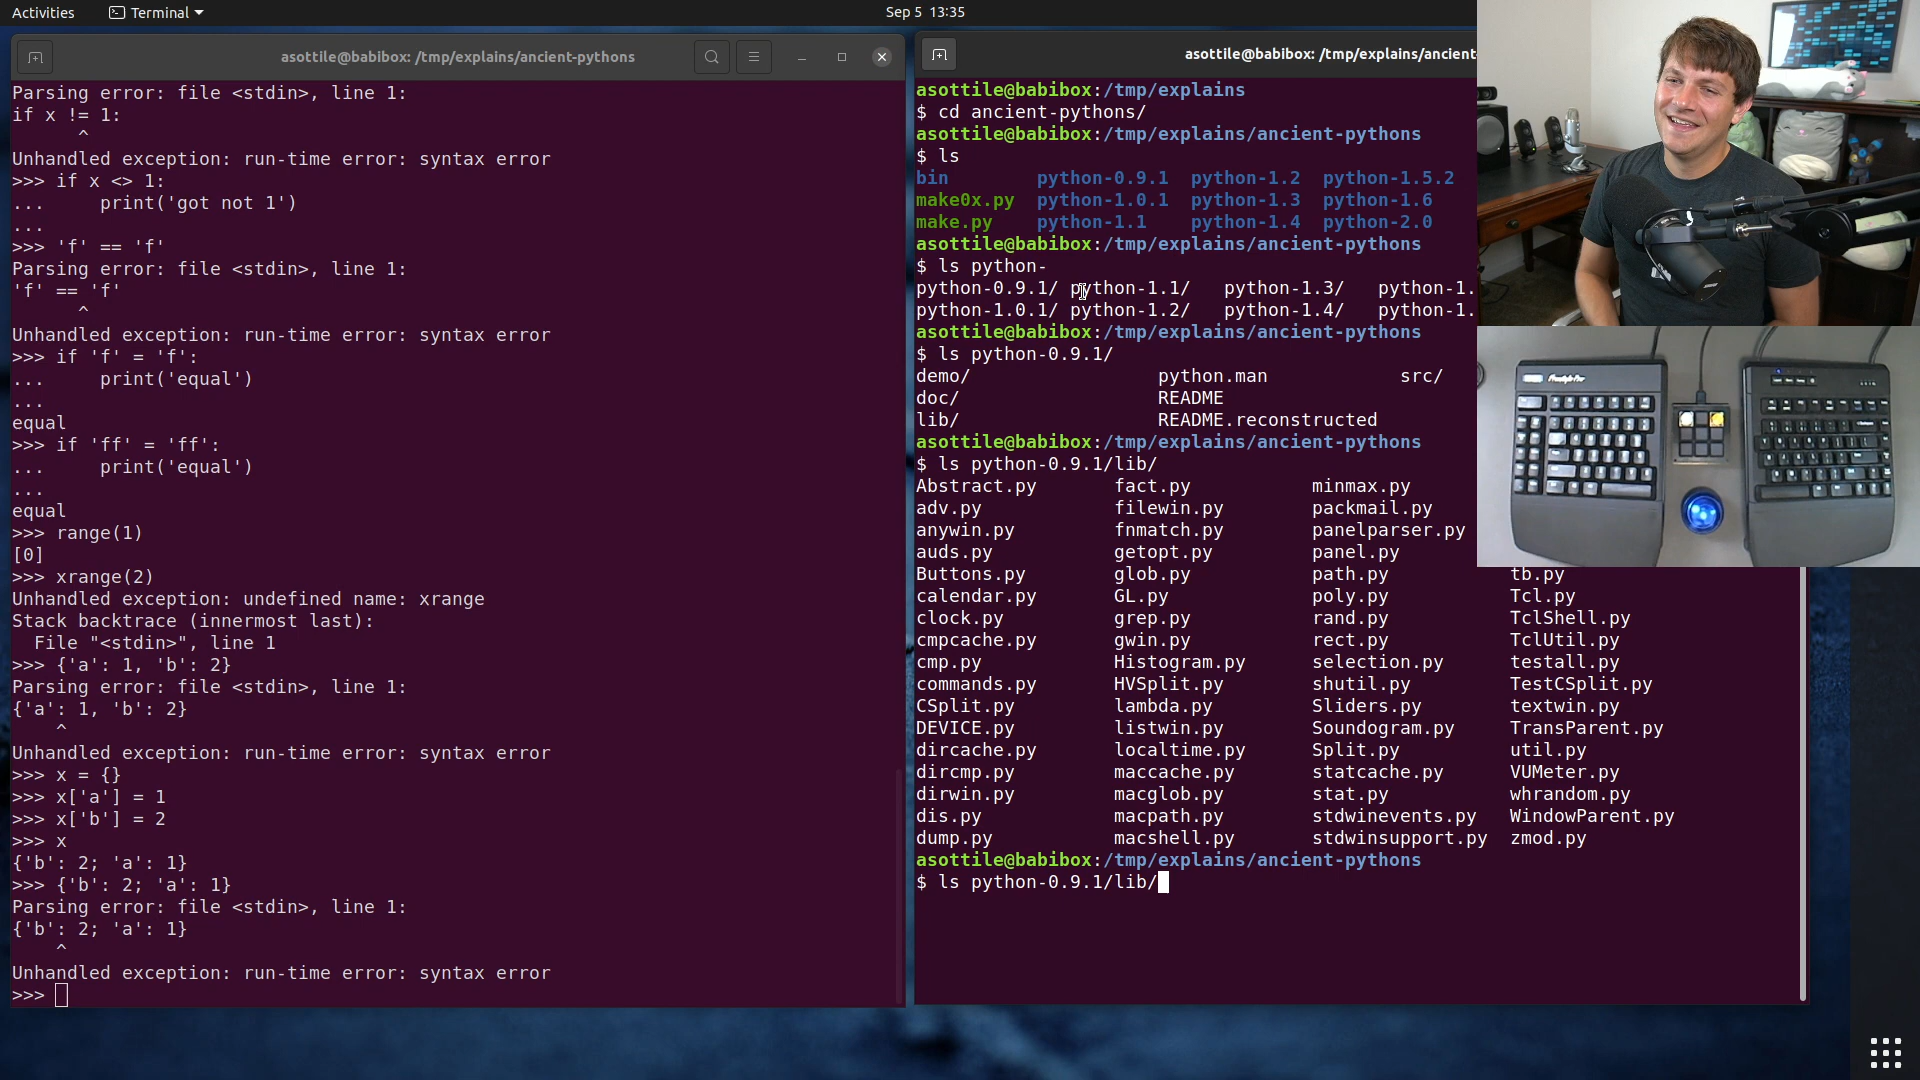 Activities
Terminal
Sep 5 13:35
asottile@babibox: /tmp/explains/ancient-pythons
Parsing error: file <stdin>, line 1:
if x != 1:
^
Unhandled exception: run-time error: syntax error
>>> if x <> 1:
...     print('got not 1')
...
>>> 'f' == 'f'
Parsing error: file <stdin>, line 1:
'f' == 'f'
^
Unhandled exception: run-time error: syntax error
>>> if 'f' = 'f':
...     print('equal')
...
equal
>>> if 'ff' = 'ff':
...     print('equal')
...
equal
>>> range(1)
[0]
>>> xrange(2)
Unhandled exception: undefined name: xrange
Stack backtrace (innermost last):
  File "<stdin>", line 1
>>> {'a': 1, 'b': 2}
Parsing error: file <stdin>, line 1:
{'a': 1, 'b': 2}
^
Unhandled exception: run-time error: syntax error
>>> x = {}
>>> x['a'] = 1
>>> x['b'] = 2
>>> x
{'b': 2; 'a': 1}
>>> {'b': 2; 'a': 1}
Parsing error: file <stdin>, line 1:
{'b': 2; 'a': 1}
^
Unhandled exception: run-time error: syntax error
>>>
asottile@babibox: /tmp/explains/ancient
asottile@babibox:/tmp/explains
$ cd ancient-pythons/
asottile@babibox:/tmp/explains/ancient-pythons
$ ls
bin python-0.9.1 python-1.2 python-1.5.2
make0x.py python-1.0.1 python-1.3 python-1.6
make.py python-1.1 python-1.4 python-2.0
asottile@babibox:/tmp/explains/ancient-pythons
$ ls python-
python-0.9.1/ python-1.1/ python-1.3/ python-1.
python-1.0.1/ python-1.2/ python-1.4/ python-1.
asottile@babibox:/tmp/explains/ancient-pythons
$ ls python-0.9.1/
demo/ python.man src/
doc/ README
lib/ README.reconstructed
asottile@babibox:/tmp/explains/ancient-pythons
$ ls python-0.9.1/lib/
Abstract.py fact.py minmax.py
adv.py filewin.py packmail.py
anywin.py fnmatch.py panelparser.py
auds.py getopt.py panel.py
Buttons.py glob.py path.py tb.py
calendar.py GL.py poly.py Tcl.py
clock.py grep.py rand.py TclShell.py
cmpcache.py gwin.py rect.py TclUtil.py
cmp.py Histogram.py selection.py testall.py
commands.py HVSplit.py shutil.py TestCSplit.py
CSplit.py lambda.py Sliders.py textwin.py
DEVICE.py listwin.py Soundogram.py TransParent.py
dircache.py localtime.py Split.py util.py
dircmp.py maccache.py statcache.py VUMeter.py
dirwin.py macglob.py stat.py whrandom.py
dis.py macpath.py stdwinevents.py WindowParent.py
dump.py macshell.py stdwinsupport.py zmod.py
asottile@babibox:/tmp/explains/ancient-pythons
$ ls python-0.9.1/lib/